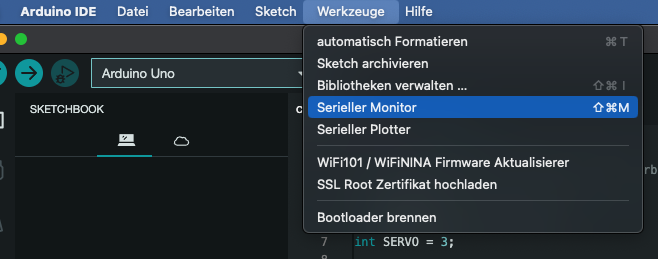 Arduino IDE Datei Bearbeiten Sketch Werkzeuge Hilfe
automatisch Formatieren ⌘ T
Sketch archivieren
Arduino Uno
Bibliotheken verwalten ... ⇧ ⌘ I
SKETCHBOOK
Serieller Monitor ⇧ ⌘ M
Serieller Plotter
WiFi101 / WiFiNINA Firmware Aktualisierer
SSL Root Zertifikat hochladen
Bootloader brennen
7 int SERVO = 3;